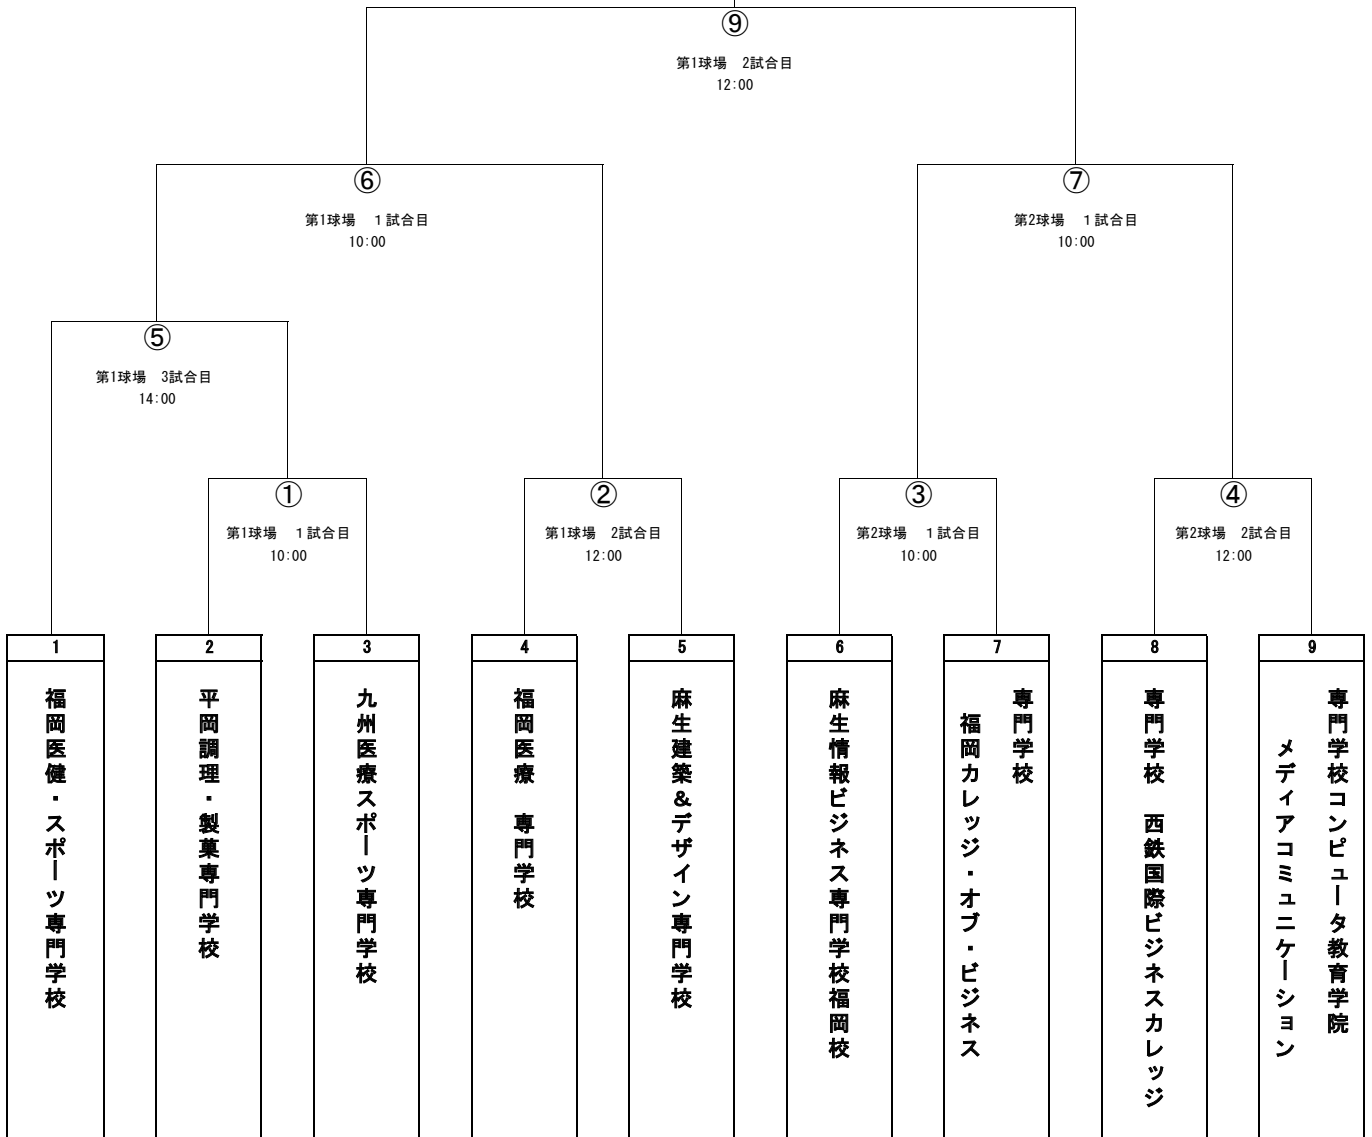 ⑨
第1球場　2試合目
12:00
⑥
第1球場　１試合目
10:00
⑦
第2球場　１試合目
10:00
⑤
第1球場　3試合目
14:00
①
第1球場　１試合目
10:00
②
第1球場　2試合目
12:00
③
第2球場　１試合目
10:00
④
第2球場　2試合目
12:00
1
福岡医健・スポーツ専門学校
2
平岡調理・製菓専門学校
3
九州医療スポーツ専門学校
4
福岡医療　専門学校
5
麻生建築&デザイン専門学校
6
麻生情報ビジネス専門学校福岡校
7
専門学校
福岡カレッジ・オブ・ビジネス
8
専門学校　西鉄国際ビジネスカレッジ
9
専門学校コンピュータ教育学院
メディアコミュニケーション